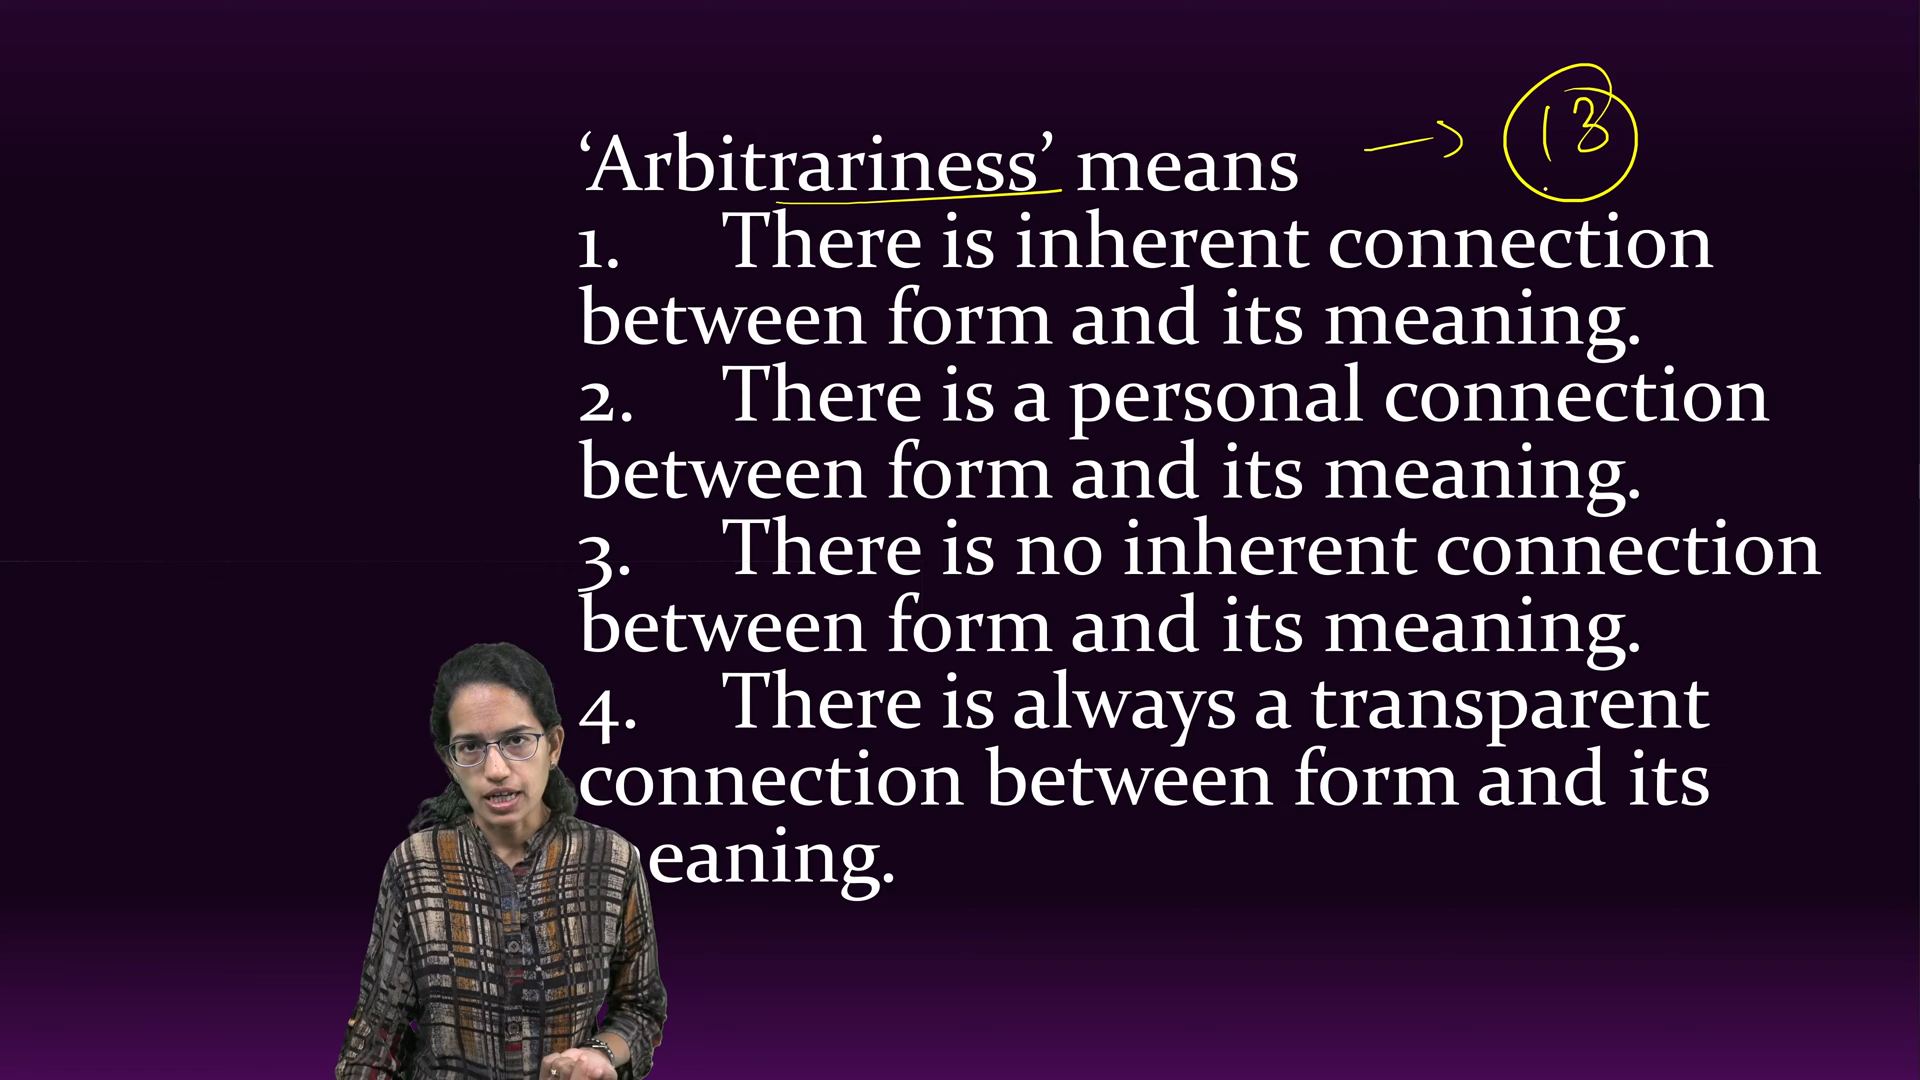 ‘Arbitrariness’ means → 13
1. There is inherent connection
between form and its meaning.
2. There is a personal connection
between form and its meaning.
3. There is no inherent connection
between form and its meaning.
4. There is always a transparent
connection between form and its
eaning.